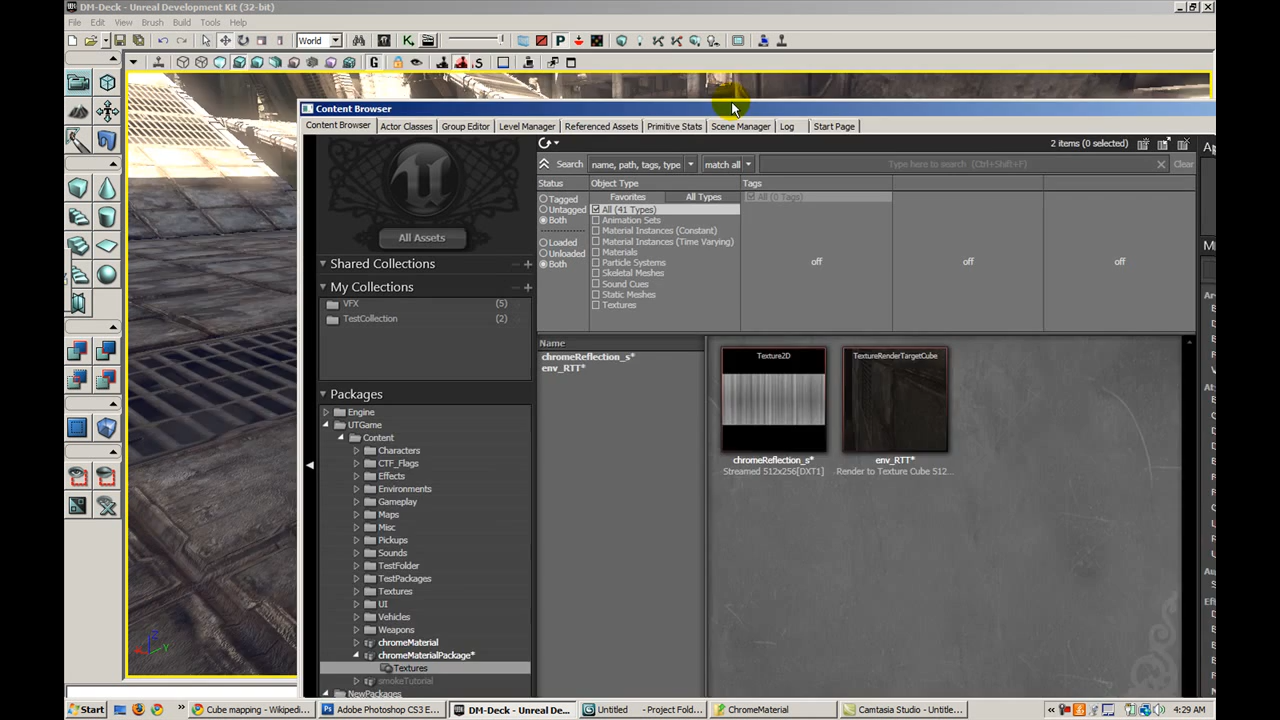 DM-Deck - Unreal Development Kit (32-bit)
File Edit View Brush Build Tools Help
World
Content Browser
Content Browser Actor Classes Group Editor Level Manager Referenced Assets Primitive Stats Scene Manager Log Start Page
2 items (0 selected)
Search name, path, tags, type match all Type here to search (Ctrl+Shift+F) Clear
Status Object Type Tags
Favorites All Types
Tagged
Untagged
Both
Loaded
Unloaded
Both
All (41 Types)
Animation Sets
Material Instances (Constant)
Material Instances (Time Varying)
Materials
Particle Systems
Skeletal Meshes
Sound Cues
Static Meshes
Textures
All (0 Tags)
off off off
All Assets
Shared Collections
My Collections
VFX (5)
TestCollection (2)
Packages
Engine
UTGame
Content
Characters
CTF_Flags
Effects
Environments
Gameplay
Maps
Misc
Pickups
Sounds
TestFolder
TestPackages
Textures
UI
Vehicles
Weapons
chromeMaterial
chromeMaterialPackage*
Textures
smokeTutorial
NewPackages
Name
chromeReflection_s*
env_RTT*
Texture2D
chromeReflection_s*
Streamed 512x256[DXT1]
TextureRenderTargetCube
env_RTT*
Render to Texture Cube 512...
Start Cube mapping - Wikipedi... Adobe Photoshop CS3 E... DM-Deck - Unreal De... Untitled - Project Fold... ChromeMaterial Camtasia Studio - Untitle... 4:29 AM